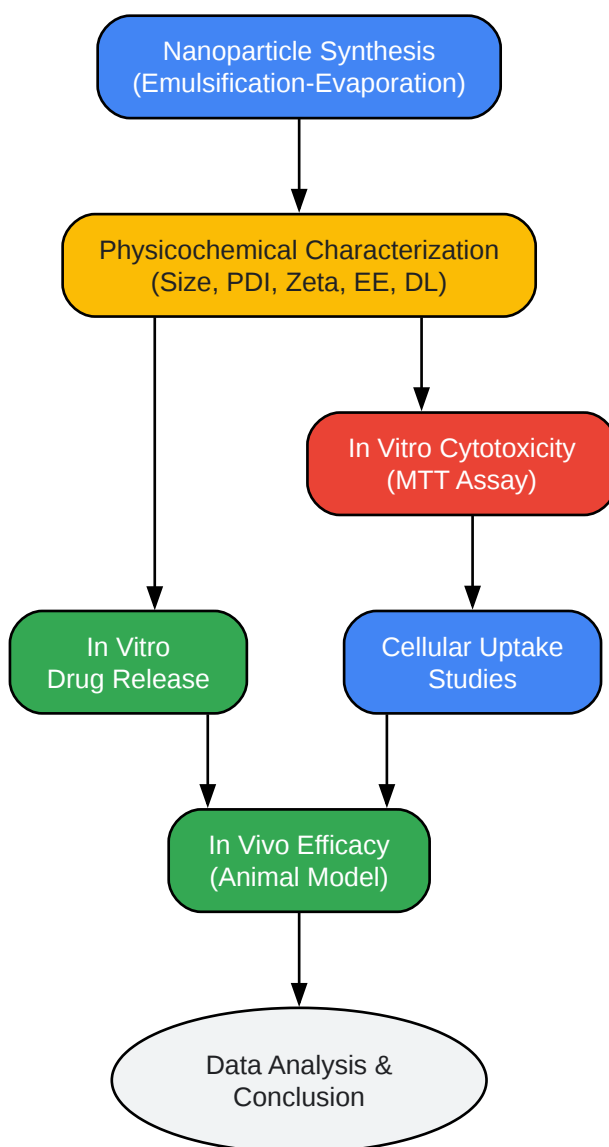 Nanoparticle Synthesis
(Emulsification-Evaporation)
Physicochemical Characterization
(Size, PDI, Zeta, EE, DL)
In Vitro Cytotoxicity
(MTT Assay)
In Vitro
Drug Release
Cellular Uptake
Studies
In Vivo Efficacy
(Animal Model)
Data Analysis &
Conclusion